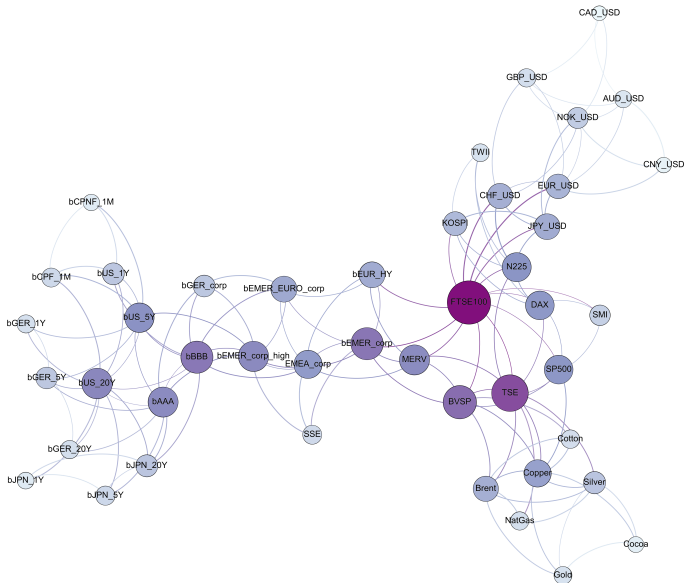 CAD_USD
GBP_USD
AUD_USD
NOK_USD
TWII
CNY_USD
CHF_USD
EUR_USD
bCPNF_1M
KOSPI
JPY_USD
N225
bCPF_1M
bUS_1Y
bGER_corp
bEMER_EURO_corp
bEUR_HY
FTSE100
DAX
SMI
bGER_1Y
bUS_5Y
bBBB
bEMER_corp_high
EMEA_corp
bEMER_corp
MERV
SP500
bGER_5Y
bUS_20Y
bAAA
BVSP
TSE
SSE
Cotton
bGER_20Y
bJPN_20Y
Copper
bJPN_1Y
bJPN_5Y
Brent
Silver
NatGas
Cocoa
Gold